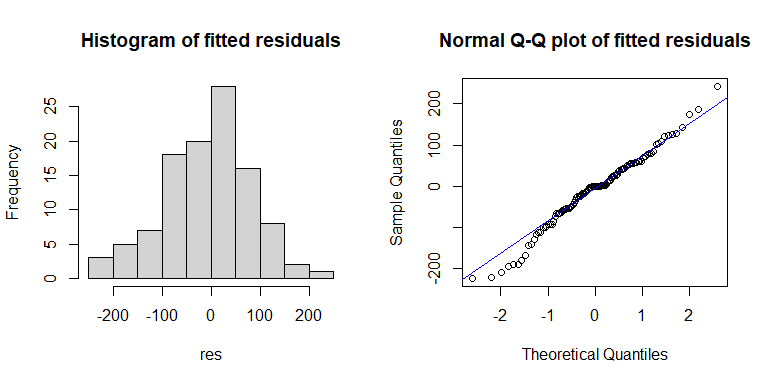 Histogram of fitted residuals
Frequency
25
20
15
10
5
0
-200 -100 0 100 200
res
Normal Q-Q plot of fitted residuals
Sample Quantiles
200
100
0
-200
-2 -1 0 1 2
Theoretical Quantiles